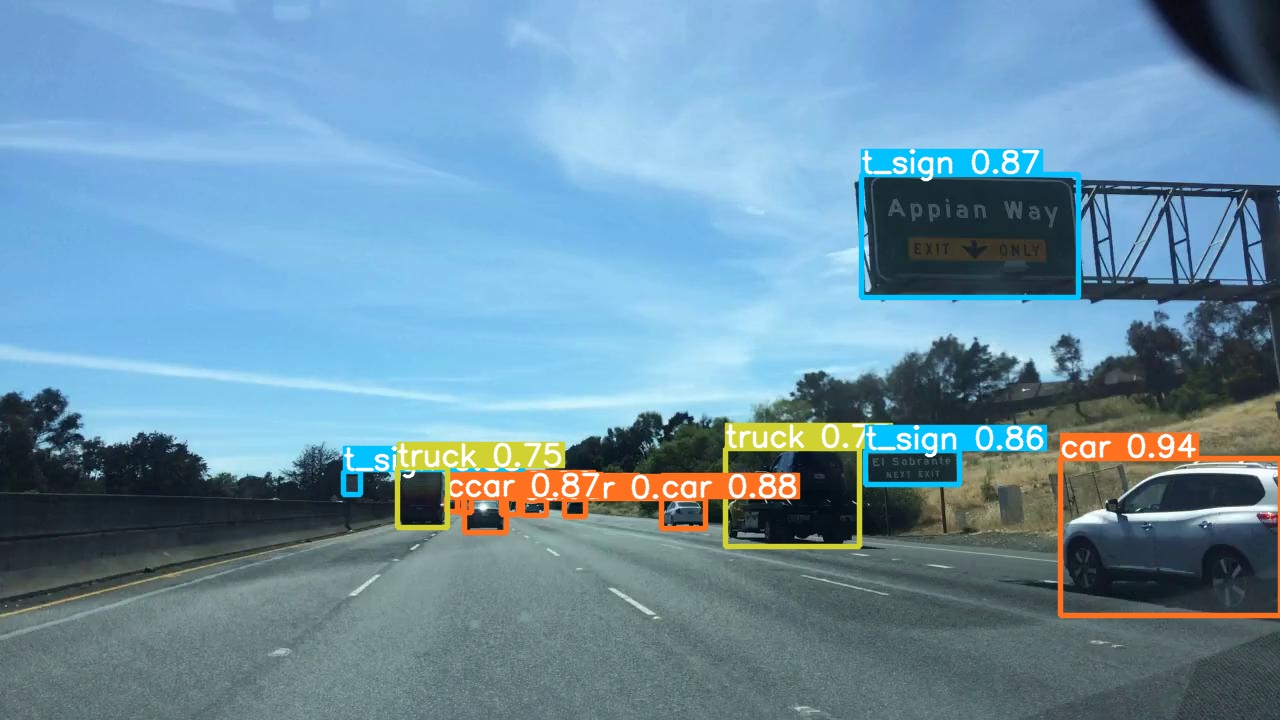 t_sign 0.87
Appian Way
EXIT ONLY
truck 0.75
truck 0.7
t_sign 0.86
car 0.94
El Sobrante
NEXT EXIT
car 0.87
car 0.88